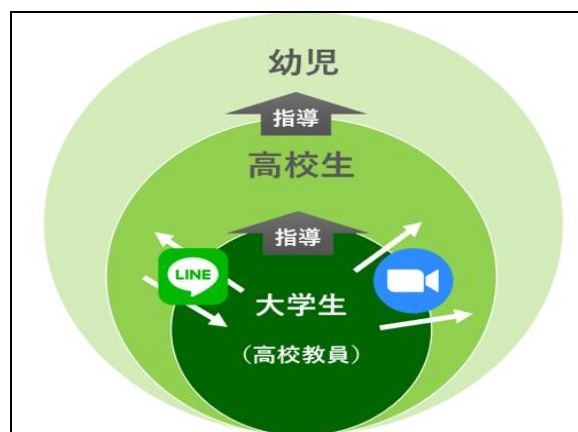 幼児
指導
高校生
指導
LINE
大学生
（高校教員）